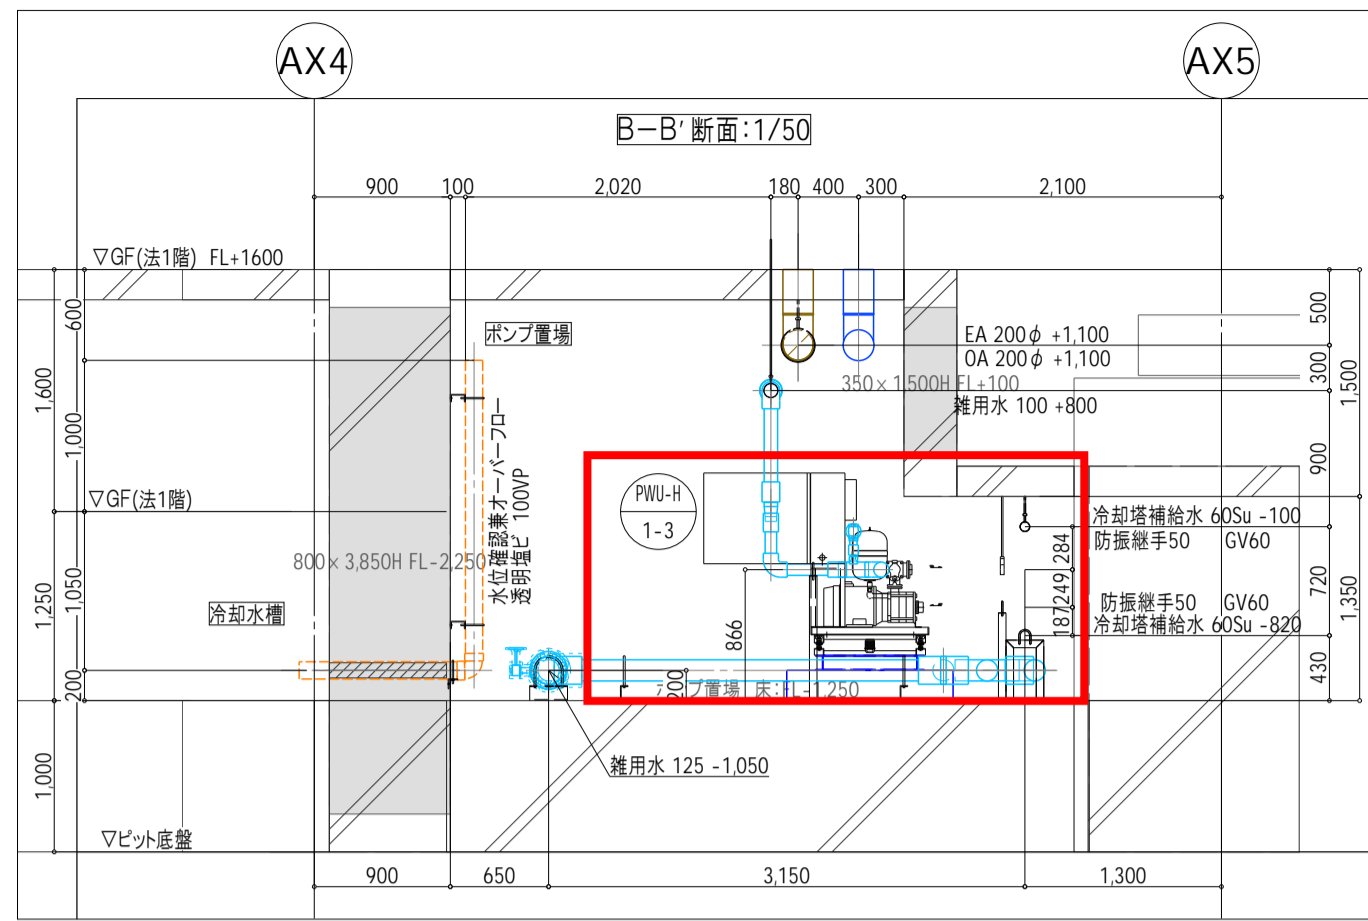 AX4
AX5
B-B' 断面:1/50
900
100
2,020
180
400
300
2,100
▽GF(法1階) FL+1600
600
1,600
1,000
ポンプ置場
EA 200φ +1,100
OA 200φ +1,100
350×1,500H FL+100
雑用水 100 +800
500
300
1,500
900
水位確認兼オーバーフロー
透明塩ビ 100VP
▽GF(法1階)
PWU-H
1-3
冷却塔補給水 60Su -100
防振継手50 GV60
284
249
187
防振継手50 GV60
冷却塔補給水 60Su -820
720
1,350
430
800×3,850H FL-2,250
冷却水槽
1,250
1,050
200
866
200
プ置場 床:FL-1,250
雑用水 125 -1,050
1,000
▽ピット底盤
900
650
3,150
1,300